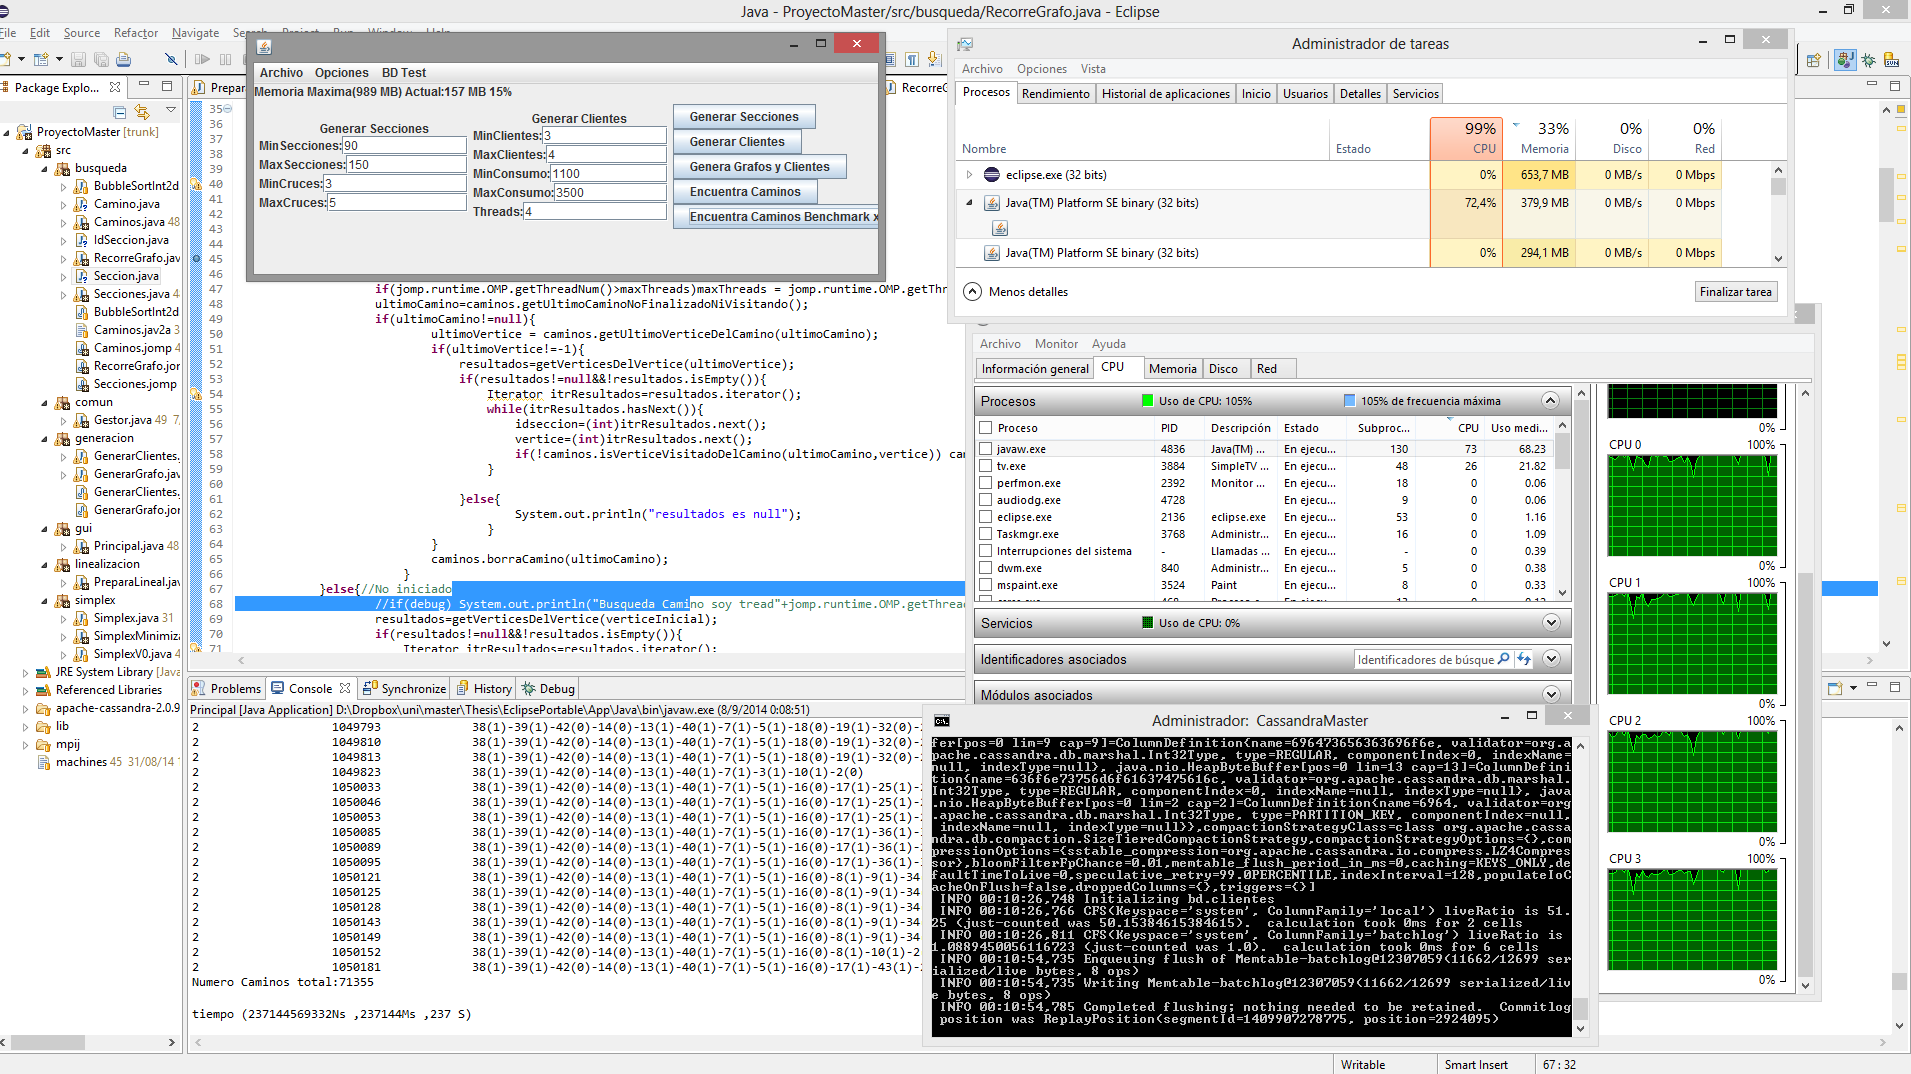 Java - ProyectoMaster/src/busqueda/RecorreGrafo.java - Eclipse
File Edit Source Refactor Navigate Search Project Run Window Help
Package Explo...
ProyectoMaster [trunk]
src
busqueda
BubbleSortInt2d
Camino.java
Caminos.java 48
IdSeccion.java
RecorreGrafo.jav
Seccion.java
Secciones.java 4
BubbleSortInt2d
Caminos.jav2a 3
Caminos.jomp 4
RecorreGrafo.jor
Secciones.jomp
comun
Gestor.java 49 7,
generacion
GenerarClientes.
GenerarGrafo.jav
GenerarClientes.
GenerarGrafo.jor
gui
Principal.java 48
linealizacion
PreparaLineal.jav
simplex
Simplex.java 31
SimplexMinimiza
SimplexV0.java 4
JRE System Library [Java
Referenced Libraries
apache-cassandra-2.0.9
lib
mpij
machines 45 31/08/14 1
Archivo Opciones BD Test
Memoria Maxima(989 MB) Actual:157 MB 15%
Generar Secciones
MinSecciones: 90
MaxSecciones: 150
MinCruces: 3
MaxCruces: 5
Generar Clientes
MinClientes: 3
MaxClientes: 4
MinConsumo: 1100
MaxConsumo: 3500
Threads: 4
Generar Secciones
Generar Clientes
Genera Grafos y Clientes
Encuentra Caminos
Encuentra Caminos Benchmark x
Prepar
RecorreG
35
36
37
38
39
40
41
42
43
44
45
46
47 if(jomp.runtime.OMP.getThreadNum()>maxThreads)maxThreads = jomp.runtime.OMP.getThr
48 ultimoCamino=caminos.getUltimoCaminoNoFinalizadoNiVisitando();
49 if(ultimoCamino!=null){
50 ultimoVertice = caminos.getUltimoVerticeDelCamino(ultimoCamino);
51 if(ultimoVertice!=-1){
52 resultados=getVerticesDelVertice(ultimoVertice);
53 if(resultados!=null&&!resultados.isEmpty()){
54 Iterator itrResultados=resultados.iterator();
55 while(itrResultados.hasNext()){
56 idseccion=(int)itrResultados.next();
57 vertice=(int)itrResultados.next();
58 if(!caminos.isVerticeVisitadoDelCamino(ultimoCamino,vertice)) cam
59 }
60
61 }else{
62 System.out.println("resultados es null");
63 }
64 }
65 caminos.borraCamino(ultimoCamino);
66 }
67 }else{//No iniciado
68 //if(debug) System.out.println("Busqueda Camino soy tread"+jomp.runtime.OMP.getThread
69 resultados=getVerticesDelVertice(verticeInicial);
70 if(resultados!=null&&!resultados.isEmpty()){
71 Iterator itrResultados=resultados.iterator();
Problems Console Synchronize History Debug
Principal [Java Application] D:\Dropbox\uni\master\Thesis\EclipsePortable\App\Java\bin\javaw.exe (8/9/2014 0:08:51)
2 1049793 38(1)-39(1)-42(0)-14(0)-13(1)-40(1)-7(1)-5(1)-18(0)-19(1)-32(0)-
2 1049810 38(1)-39(1)-42(0)-14(0)-13(1)-40(1)-7(1)-5(1)-18(0)-19(1)-32(0)-
2 1049813 38(1)-39(1)-42(0)-14(0)-13(1)-40(1)-7(1)-5(1)-18(0)-19(1)-32(0)-
2 1049823 38(1)-39(1)-42(0)-14(0)-13(1)-40(1)-7(1)-3(1)-10(1)-2(0)
2 1050033 38(1)-39(1)-42(0)-14(0)-13(1)-40(1)-7(1)-5(1)-16(0)-17(1)-25(1)-
2 1050046 38(1)-39(1)-42(0)-14(0)-13(1)-40(1)-7(1)-5(1)-16(0)-17(1)-25(1)-
2 1050053 38(1)-39(1)-42(0)-14(0)-13(1)-40(1)-7(1)-5(1)-16(0)-17(1)-25(1)-
2 1050085 38(1)-39(1)-42(0)-14(0)-13(1)-40(1)-7(1)-5(1)-16(0)-17(1)-36(1)-
2 1050089 38(1)-39(1)-42(0)-14(0)-13(1)-40(1)-7(1)-5(1)-16(0)-17(1)-36(1)-
2 1050095 38(1)-39(1)-42(0)-14(0)-13(1)-40(1)-7(1)-5(1)-16(0)-17(1)-36(1)-
2 1050121 38(1)-39(1)-42(0)-14(0)-13(1)-40(1)-7(1)-5(1)-16(0)-8(1)-9(1)-34
2 1050125 38(1)-39(1)-42(0)-14(0)-13(1)-40(1)-7(1)-5(1)-16(0)-8(1)-9(1)-34
2 1050128 38(1)-39(1)-42(0)-14(0)-13(1)-40(1)-7(1)-5(1)-16(0)-8(1)-9(1)-34
2 1050143 38(1)-39(1)-42(0)-14(0)-13(1)-40(1)-7(1)-5(1)-16(0)-8(1)-9(1)-34
2 1050149 38(1)-39(1)-42(0)-14(0)-13(1)-40(1)-7(1)-5(1)-16(0)-8(1)-9(1)-34
2 1050152 38(1)-39(1)-42(0)-14(0)-13(1)-40(1)-7(1)-5(1)-16(0)-8(1)-10(1)-2
2 1050181 38(1)-39(1)-42(0)-14(0)-13(1)-40(1)-7(1)-5(1)-16(0)-17(1)-43(1)-
Numero Caminos total:71355
tiempo (237144569332Ns ,237144Ms ,237 S)
Administrador de tareas
Archivo Opciones Vista
Procesos Rendimiento Historial de aplicaciones Inicio Usuarios Detalles Servicios
99% 33% 0% 0%
Nombre Estado CPU Memoria Disco Red
eclipse.exe (32 bits) 0% 653,7 MB 0 MB/s 0 Mbps
Java(TM) Platform SE binary (32 bits) 72,4% 379,9 MB 0 MB/s 0 Mbps
Java(TM) Platform SE binary (32 bits) 0% 294,1 MB 0 MB/s 0 Mbps
Menos detalles Finalizar tarea
Archivo Monitor Ayuda
Información general CPU Memoria Disco Red
Procesos Uso de CPU: 105% 105% de frecuencia máxima
Proceso PID Descripción Estado Subproc... CPU Uso medi...
javaw.exe 4836 Java(TM) ... En ejecu... 130 73 68.23
tv.exe 3884 SimpleTV ... En ejecu... 48 26 21.82
perfmon.exe 2392 Monitor ... En ejecu... 18 0 0.06
audiodg.exe 4728 En ejecu... 9 0 0.06
eclipse.exe 2136 eclipse.exe En ejecu... 53 0 1.16
Taskmgr.exe 3768 Administr... En ejecu... 16 0 1.09
Interrupciones del sistema - Llamadas ... En ejecu... - 0 0.39
dwm.exe 840 Administr... En ejecu... 5 0 0.38
mspaint.exe 3524 Paint En ejecu... 8 0 0.33
Servicios Uso de CPU: 0%
Identificadores asociados Identificadores de búsque
Módulos asociados
0%
CPU 0 100%
0%
CPU 1 100%
0%
CPU 2 100%
0%
CPU 3 100%
0%
Administrador: CassandraMaster
fer[pos=0 lim=9 cap=9]=ColumnDefinition{name=696473656363696f6e, validator=org.a
pache.cassandra.db.marshal.Int32Type, type=REGULAR, componentIndex=0, indexName=
null, indexType=null}, java.nio.HeapByteBuffer[pos=0 lim=13 cap=13]=ColumnDefini
tion{name=636f6e73756d6f61637475616c, validator=org.apache.cassandra.db.marshal.
Int32Type, type=REGULAR, componentIndex=0, indexName=null, indexType=null}, java
.nio.HeapByteBuffer[pos=0 lim=2 cap=2]=ColumnDefinition{name=6964, validator=org
.apache.cassandra.db.marshal.Int32Type, type=PARTITION_KEY, componentIndex=null,
indexName=null, indexType=null}},compactionStrategyClass=class org.apache.cassa
ndra.db.compaction.SizeTieredCompactionStrategy,compactionStrategyOptions={},com
pressionOptions={sstable_compression=org.apache.cassandra.io.compress.LZ4Compres
sor},bloomFilterFpChance=0.01,memtable_flush_period_in_ms=0,caching=KEYS_ONLY,de
faultTimeToLive=0,speculative_retry=99.0PERCENTILE,indexInterval=128,populateIoC
acheOnFlush=false,droppedColumns={},triggers={}]
INFO 00:10:26,748 Initializing bd.clientes
INFO 00:10:26,766 CFS(Keyspace='system', ColumnFamily='local') liveRatio is 51.
25 (just-counted was 50.15384615384615). calculation took 0ms for 2 cells
INFO 00:10:26,811 CFS(Keyspace='system', ColumnFamily='batchlog') liveRatio is
1.0889450056116723 (just-counted was 1.0). calculation took 0ms for 6 cells
INFO 00:10:54,735 Enqueuing flush of Memtable-batchlog@12307059(11662/12699 ser
ialized/live bytes, 8 ops)
INFO 00:10:54,735 Writing Memtable-batchlog@12307059(11662/12699 serialized/liv
e bytes, 8 ops)
INFO 00:10:54,785 Completed flushing; nothing needed to be retained. Commitlog
position was ReplayPosition(segmentId=1409907278775, position=2924095)
Writable Smart Insert 67 : 32